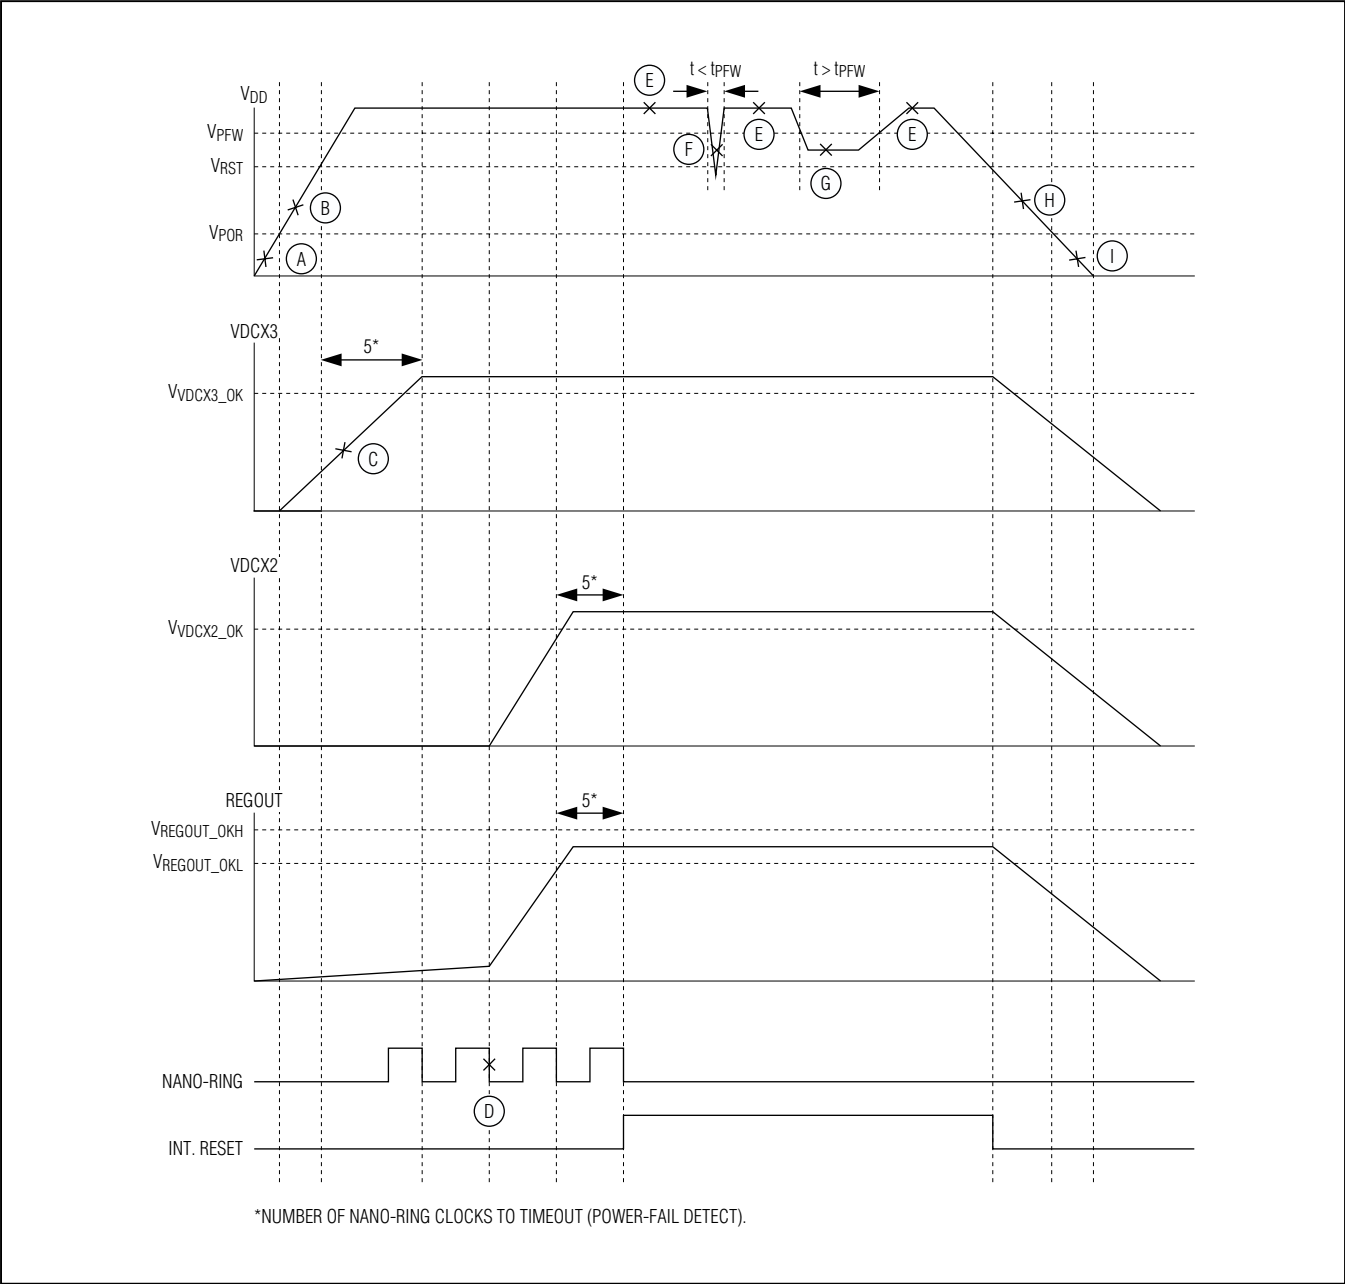 t < tPFW
t > tPFW
E
VDD
VPFW
E
E
F
VRST
G
B
H
VPOR
A
I
VDCX3
5*
VVDCX3_OK
C
VDCX2
5*
VVDCX2_OK
REGOUT
5*
VREGOUT_OKH
VREGOUT_OKL
NANO-RING
D
INT. RESET
*NUMBER OF NANO-RING CLOCKS TO TIMEOUT (POWER-FAIL DETECT).